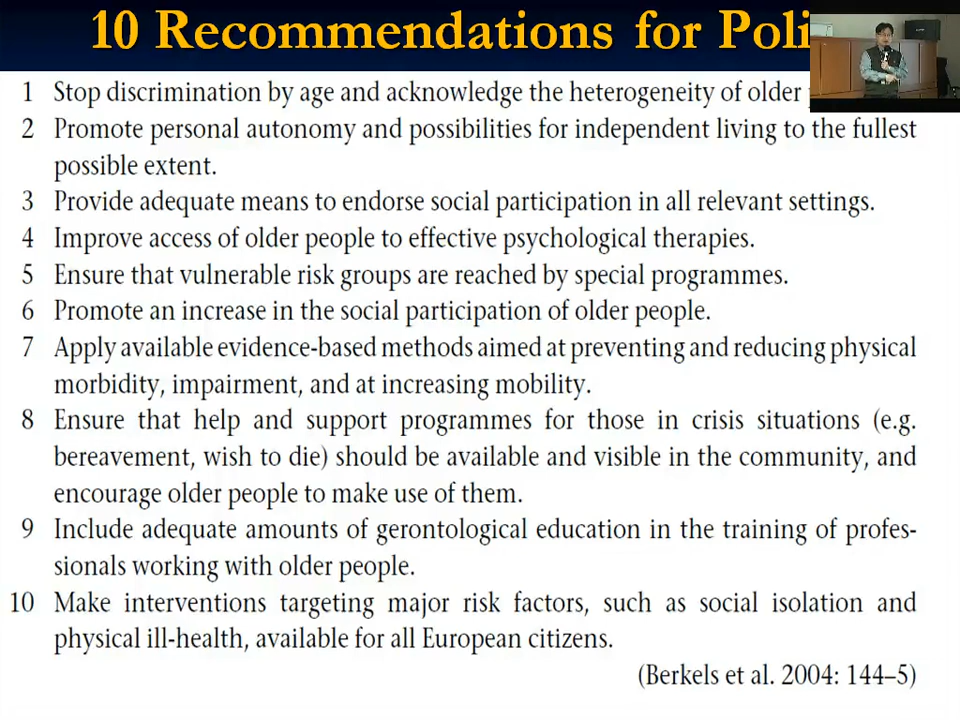 10 Recommendations for Poli
1 Stop discrimination by age and acknowledge the heterogeneity of older
2 Promote personal autonomy and possibilities for independent living to the fullest
possible extent.
3 Provide adequate means to endorse social participation in all relevant settings.
4 Improve access of older people to effective psychological therapies.
5 Ensure that vulnerable risk groups are reached by special programmes.
6 Promote an increase in the social participation of older people.
7 Apply available evidence-based methods aimed at preventing and reducing physical
morbidity, impairment, and at increasing mobility.
8 Ensure that help and support programmes for those in crisis situations (e.g.
bereavement, wish to die) should be available and visible in the community, and
encourage older people to make use of them.
9 Include adequate amounts of gerontological education in the training of profes-
sionals working with older people.
10 Make interventions targeting major risk factors, such as social isolation and
physical ill-health, available for all European citizens.
(Berkels et al. 2004: 144–5)